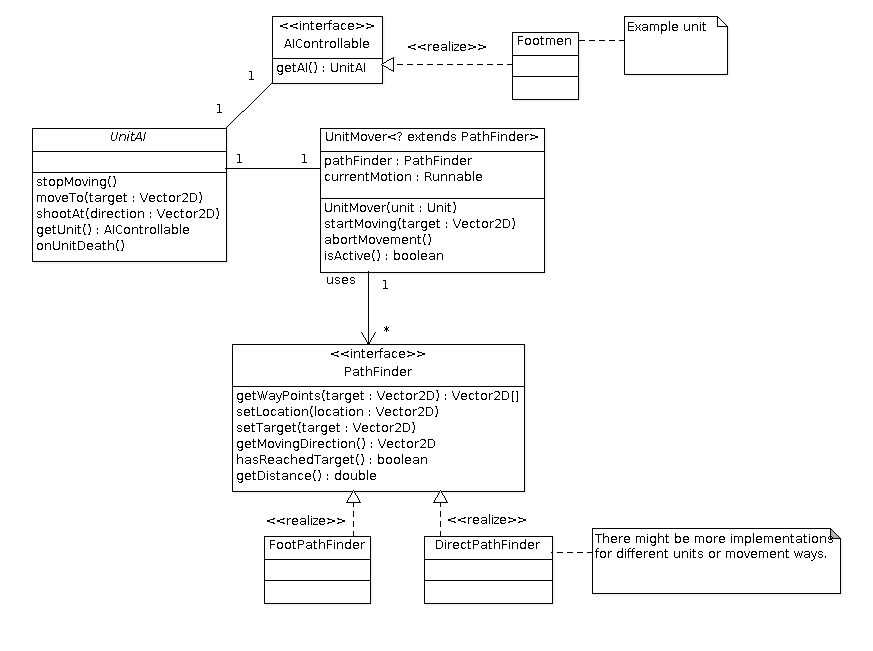 <<interface>>
AIControllable
getAI() : UnitAI
<<realize>>
Footmen
Example unit
1
1
UnitAI
stopMoving()
moveTo(target : Vector2D)
shootAt(direction : Vector2D)
getUnit() : AIControllable
onUnitDeath()
1
1
UnitMover<? extends PathFinder>
pathFinder : PathFinder
currentMotion : Runnable
UnitMover(unit : Unit)
startMoving(target : Vector2D)
abortMovement()
isActive() : boolean
uses
1
*
<<interface>>
PathFinder
getWayPoints(target : Vector2D) : Vector2D[]
setLocation(location : Vector2D)
setTarget(target : Vector2D)
getMovingDirection() : Vector2D
hasReachedTarget() : boolean
getDistance() : double
<<realize>>
<<realize>>
FootPathFinder
DirectPathFinder
There might be more implementations
for different units or movement ways.